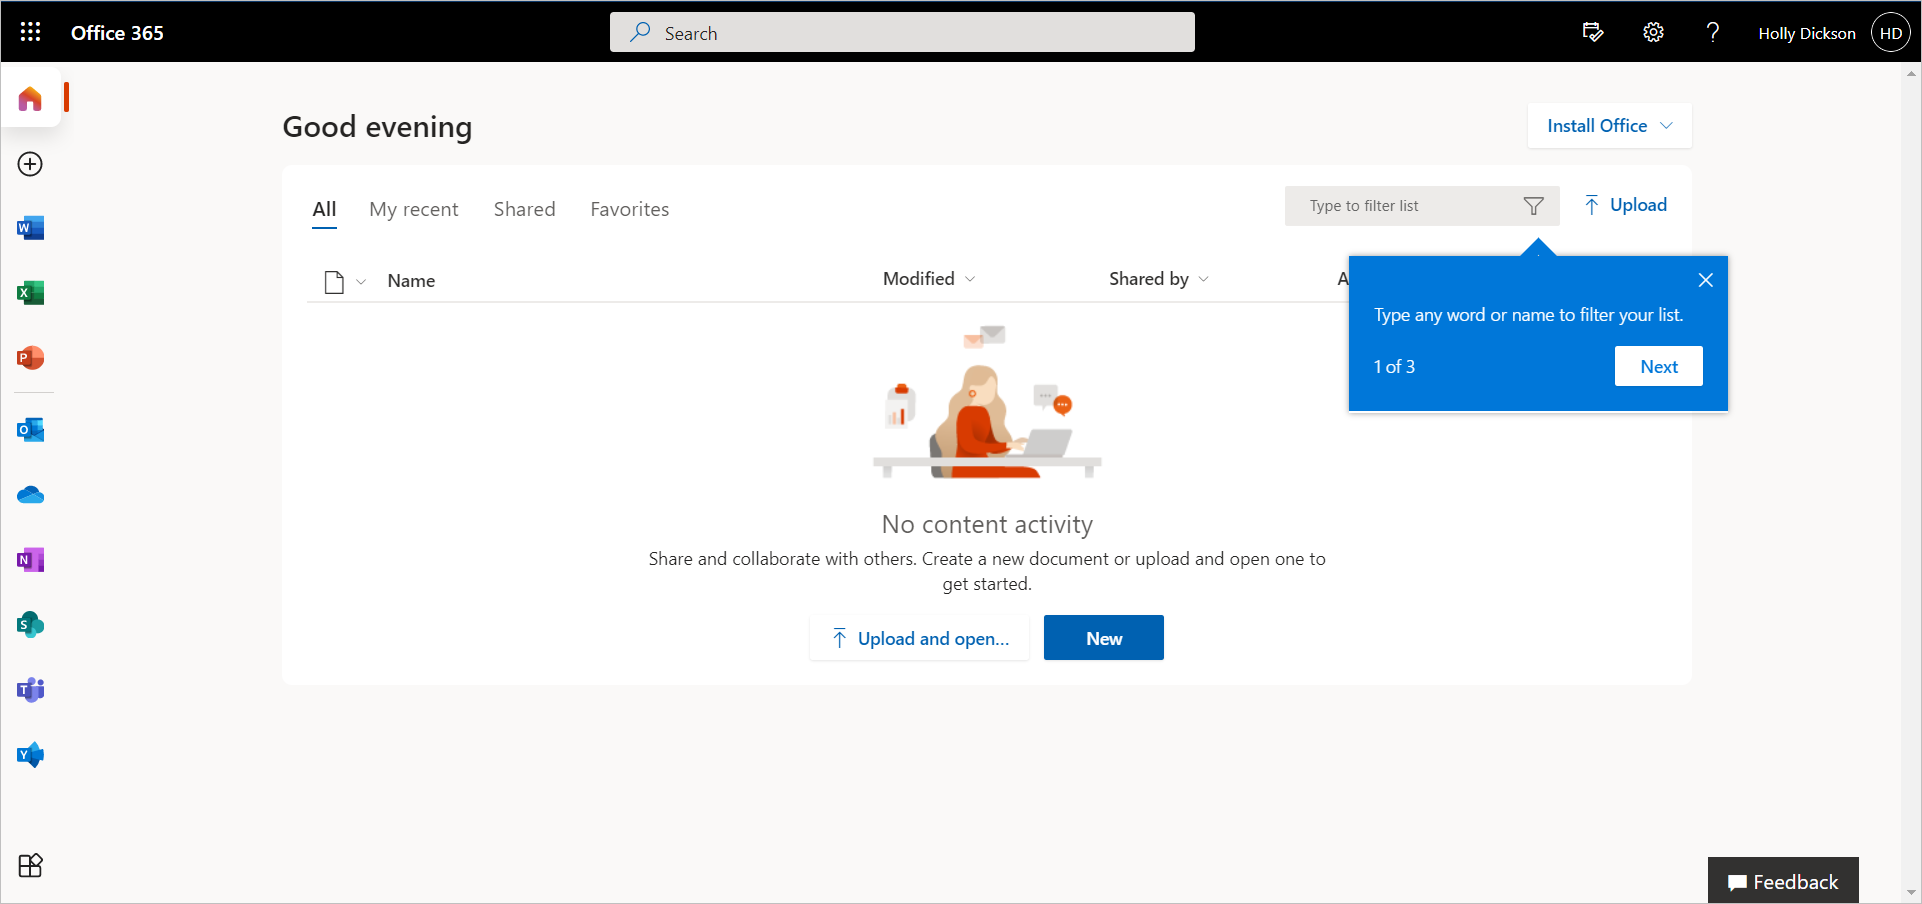 Office 365
Search
Holly Dickson
HD
Good evening
Install Office
All
My recent
Shared
Favorites
Type to filter list
Upload
Name
Modified
Shared by
A
Type any word or name to filter your list.
1 of 3
Next
No content activity
Share and collaborate with others. Create a new document or upload and open one to
get started.
Upload and open...
New
W
X
P
O
N
S
T
Y
Feedback